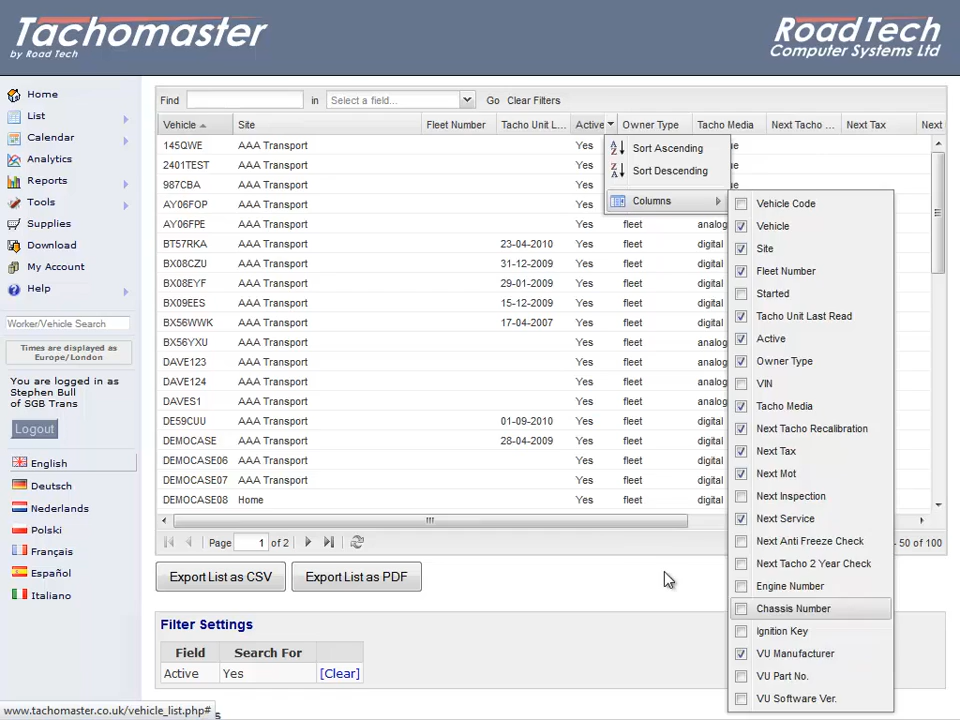 Tachomaster
by Road Tech
RoadTech
Computer Systems Ltd
Home
List
Calendar
Analytics
Reports
Tools
Supplies
Download
My Account
Help
Worker/Vehicle Search
Times are displayed as
Europe/London
You are logged in as
Stephen Bull
of SGB Trans
Logout
English
Deutsch
Nederlands
Polski
Français
Español
Italiano
Find in Select a field... Go Clear Filters
Vehicle Site Fleet Number Tacho Unit L... Active Owner Type Tacho Media Next Tacho ... Next Tax Next
145QWE AAA Transport Yes
2401TEST AAA Transport Yes
987CBA AAA Transport Yes
AY06FOP AAA Transport Yes
AY06FPE AAA Transport Yes fleet analog
BT57RKA AAA Transport 23-04-2010 Yes fleet digital
BX08CZU AAA Transport 31-12-2009 Yes fleet digital
BX08EYF AAA Transport 29-01-2009 Yes fleet digital
BX09EES AAA Transport 15-12-2009 Yes fleet digital
BX56WWK AAA Transport 17-04-2007 Yes fleet digital
BX56YXU AAA Transport Yes fleet analog
DAVE123 AAA Transport Yes fleet analog
DAVE124 AAA Transport Yes fleet analog
DAVES1 AAA Transport Yes fleet analog
DE59CUU AAA Transport 01-09-2010 Yes fleet digital
DEMOCASE AAA Transport 28-04-2009 Yes fleet digital
DEMOCASE06 AAA Transport Yes fleet digital
DEMOCASE07 AAA Transport Yes fleet digital
DEMOCASE08 Home Yes fleet digital
Sort Ascending
Sort Descending
Columns
Vehicle Code
Vehicle
Site
Fleet Number
Started
Tacho Unit Last Read
Active
Owner Type
VIN
Tacho Media
Next Tacho Recalibration
Next Tax
Next Mot
Next Inspection
Next Service
Next Anti Freeze Check
Next Tacho 2 Year Check
Engine Number
Chassis Number
Ignition Key
VU Manufacturer
VU Part No.
VU Software Ver.
Page 1 of 2 - 50 of 100
Export List as CSV Export List as PDF
Filter Settings
Field Search For
Active Yes [Clear]
www.tachomaster.co.uk/vehicle_list.php#